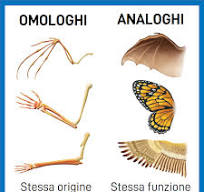 OMOLOGHI ANALOGHI
Stessa origine Stessa funzione